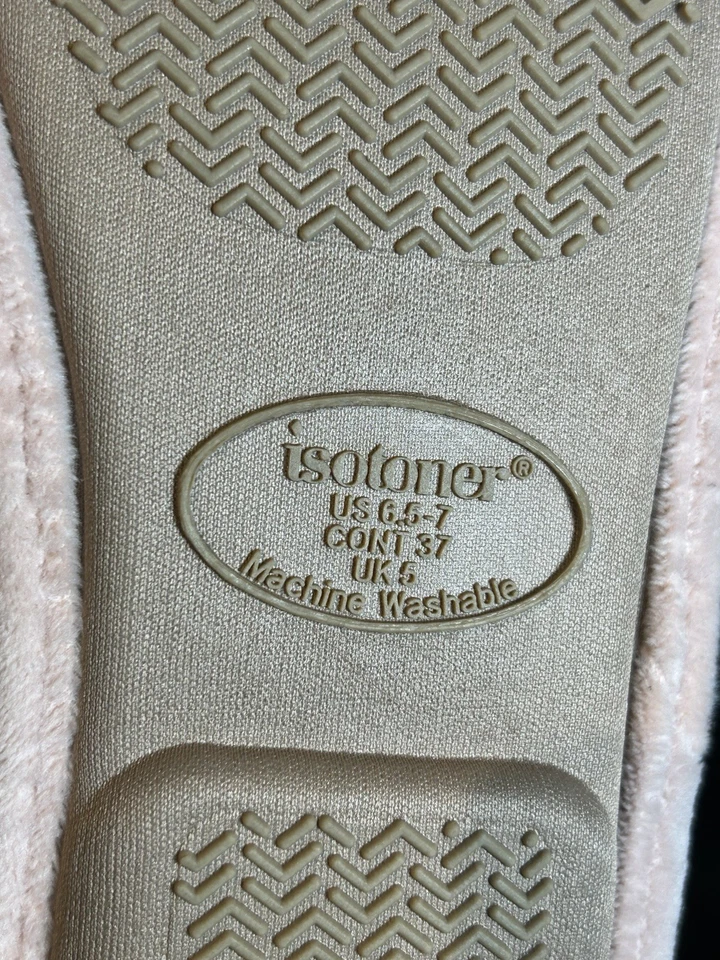 isotoner®
US 6.5-7
CONT 37
UK 5
Machine Washable